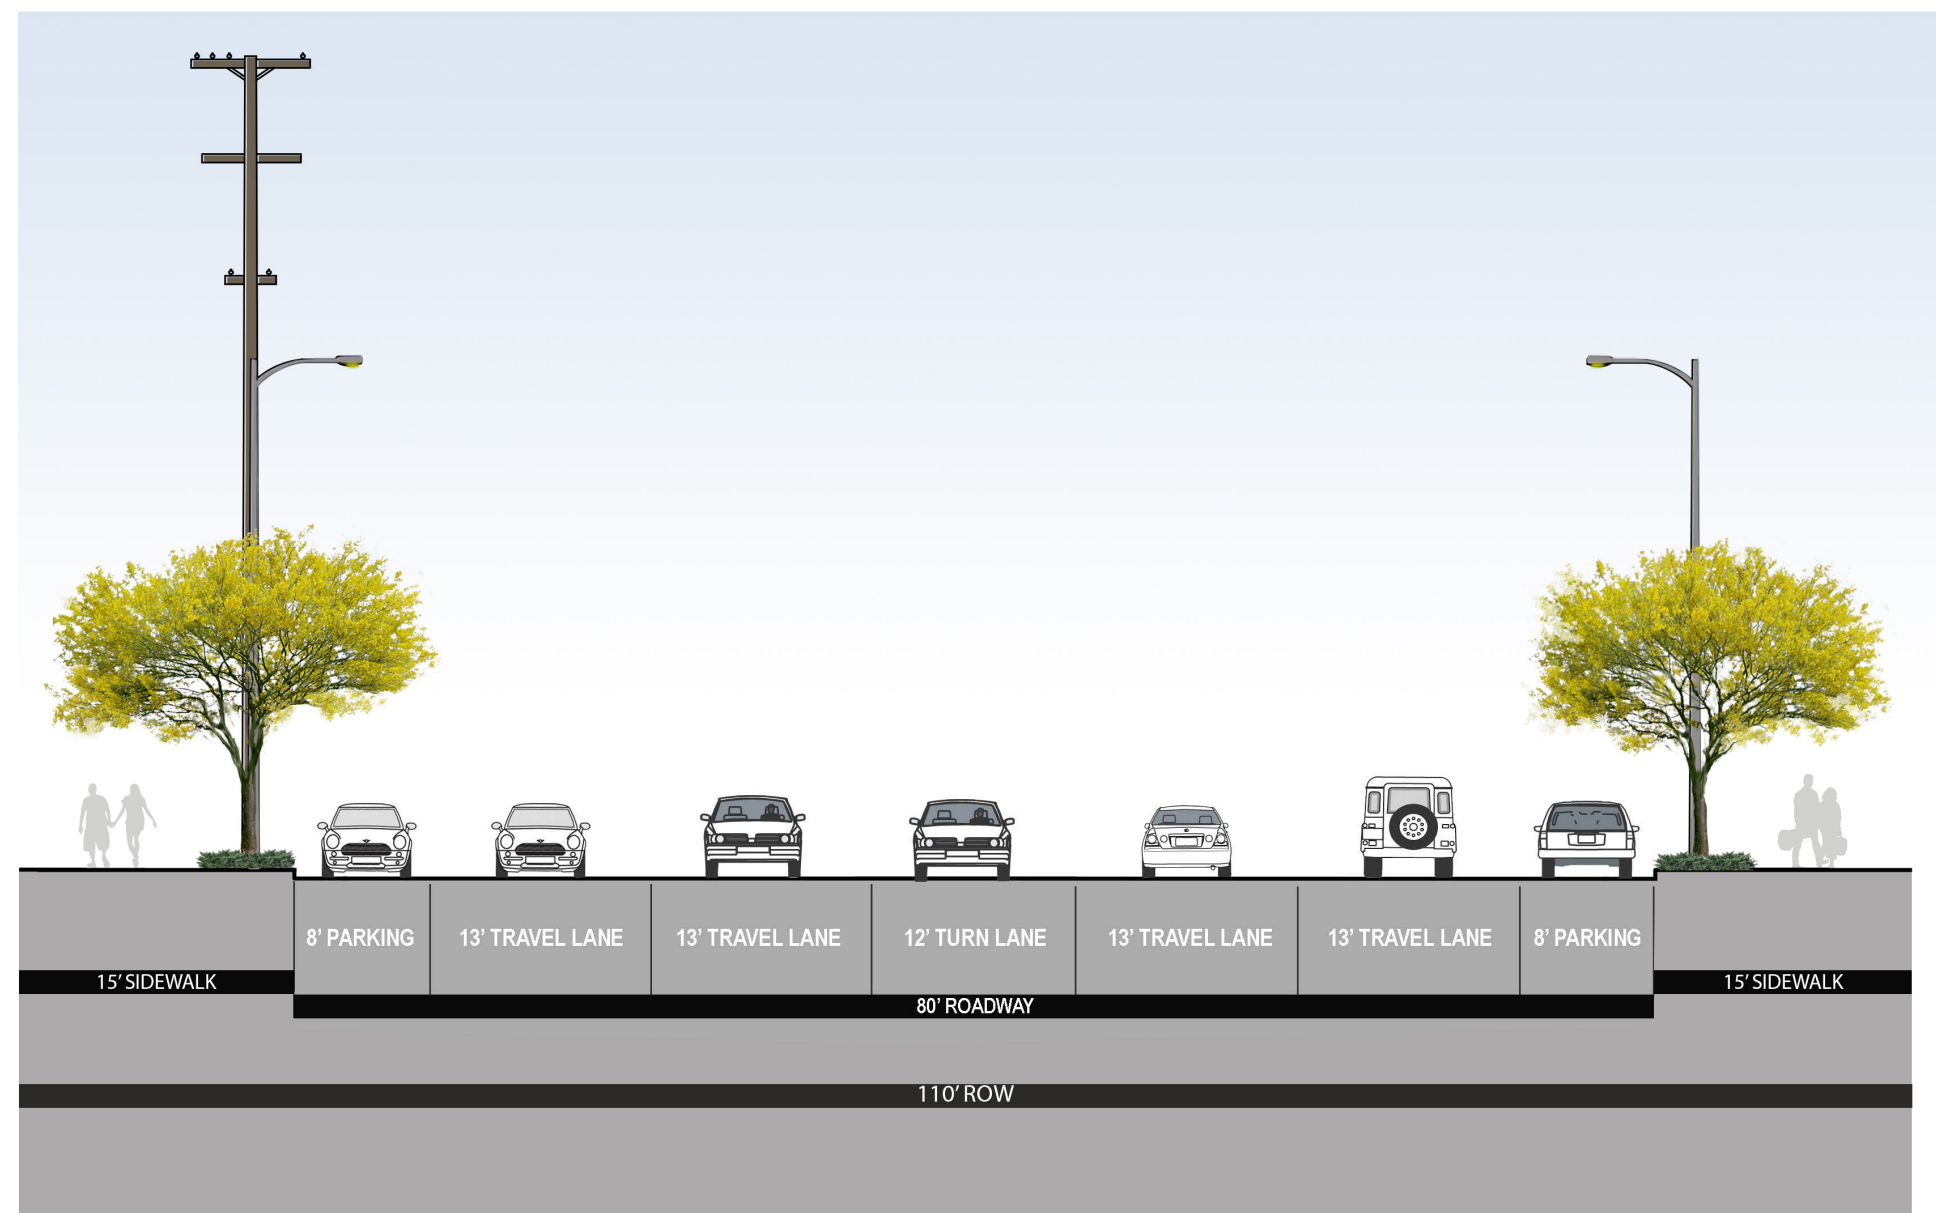 8’ PARKING
13’ TRAVEL LANE
13’ TRAVEL LANE
12’ TURN LANE
13’ TRAVEL LANE
13’ TRAVEL LANE
8’ PARKING
15’ SIDEWALK
15’ SIDEWALK
80’ ROADWAY
110’ ROW